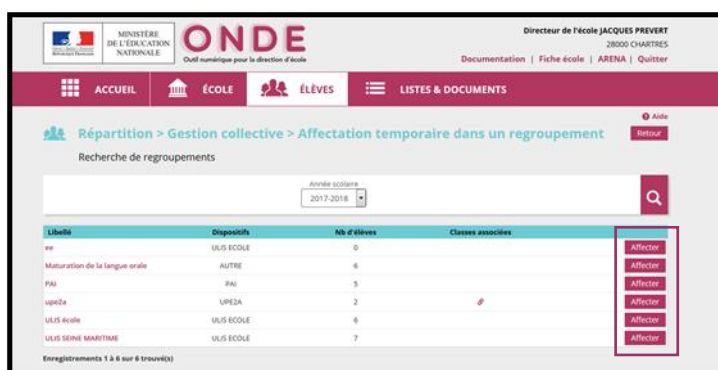 MINISTÈRE
DE L'ÉDUCATION
NATIONALE
ONDE
Outil numérique pour la direction d'école
Directeur de l'école JACQUES PREVERT
28000 CHARTRES
Documentation | Fiche école | ARENA | Quitter
ACCUEIL ÉCOLE ÉLÈVES LISTES & DOCUMENTS
Aide
Répartition > Gestion collective > Affectation temporaire dans un regroupement Retour
Recherche de regroupements
Année scolaire
2017-2018
Libellé Dispositifs Nb d'élèves Classes associées
ee ULIS ECOLE 0 Affecter
Maturation de la langue orale AUTRE 6 Affecter
PAI PAI 5 Affecter
upe2a UPE2A 2 Affecter
ULIS école ULIS ECOLE 6 Affecter
ULIS SEINE MARITIME ULIS ECOLE 7 Affecter
Enregistrements 1 à 6 sur 6 trouvé(s)